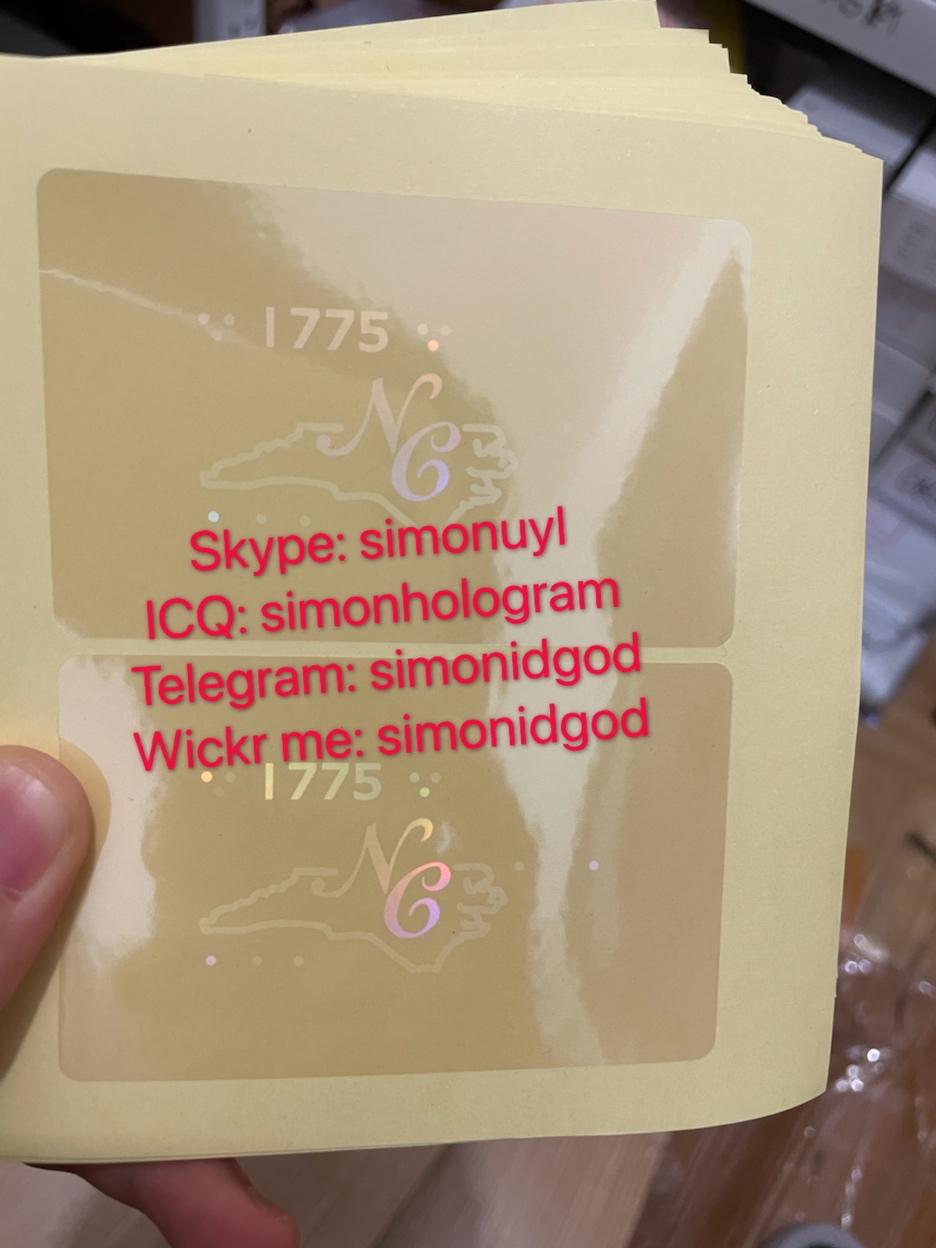 1775
NC
Skype: simonuyl
ICQ: simonhologram
Telegram: simonidgod
Wickr me: simonidgod
1775
NC